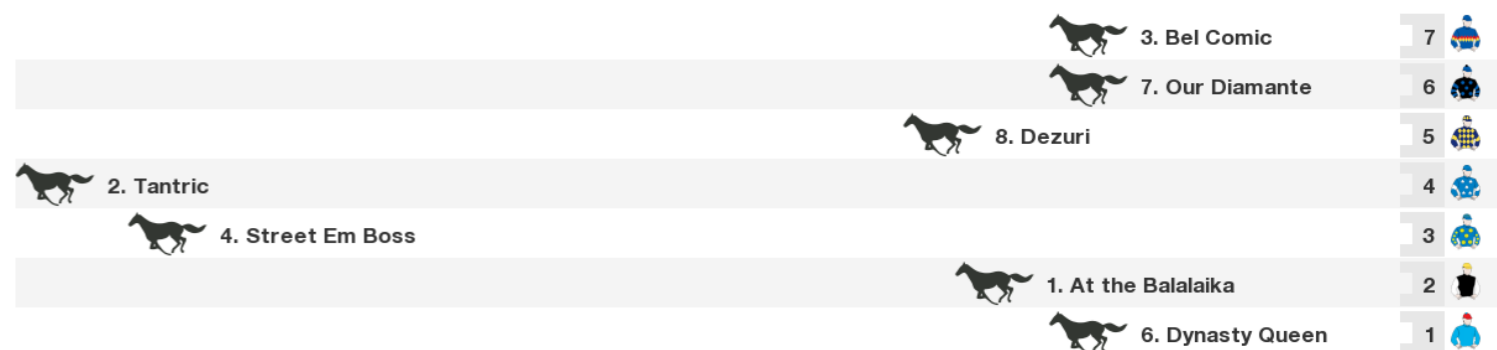 3. Bel Comic 7
7. Our Diamante 6
8. Dezuri 5
2. Tantric 4
4. Street Em Boss 3
1. At the Balalaika 2
6. Dynasty Queen 1